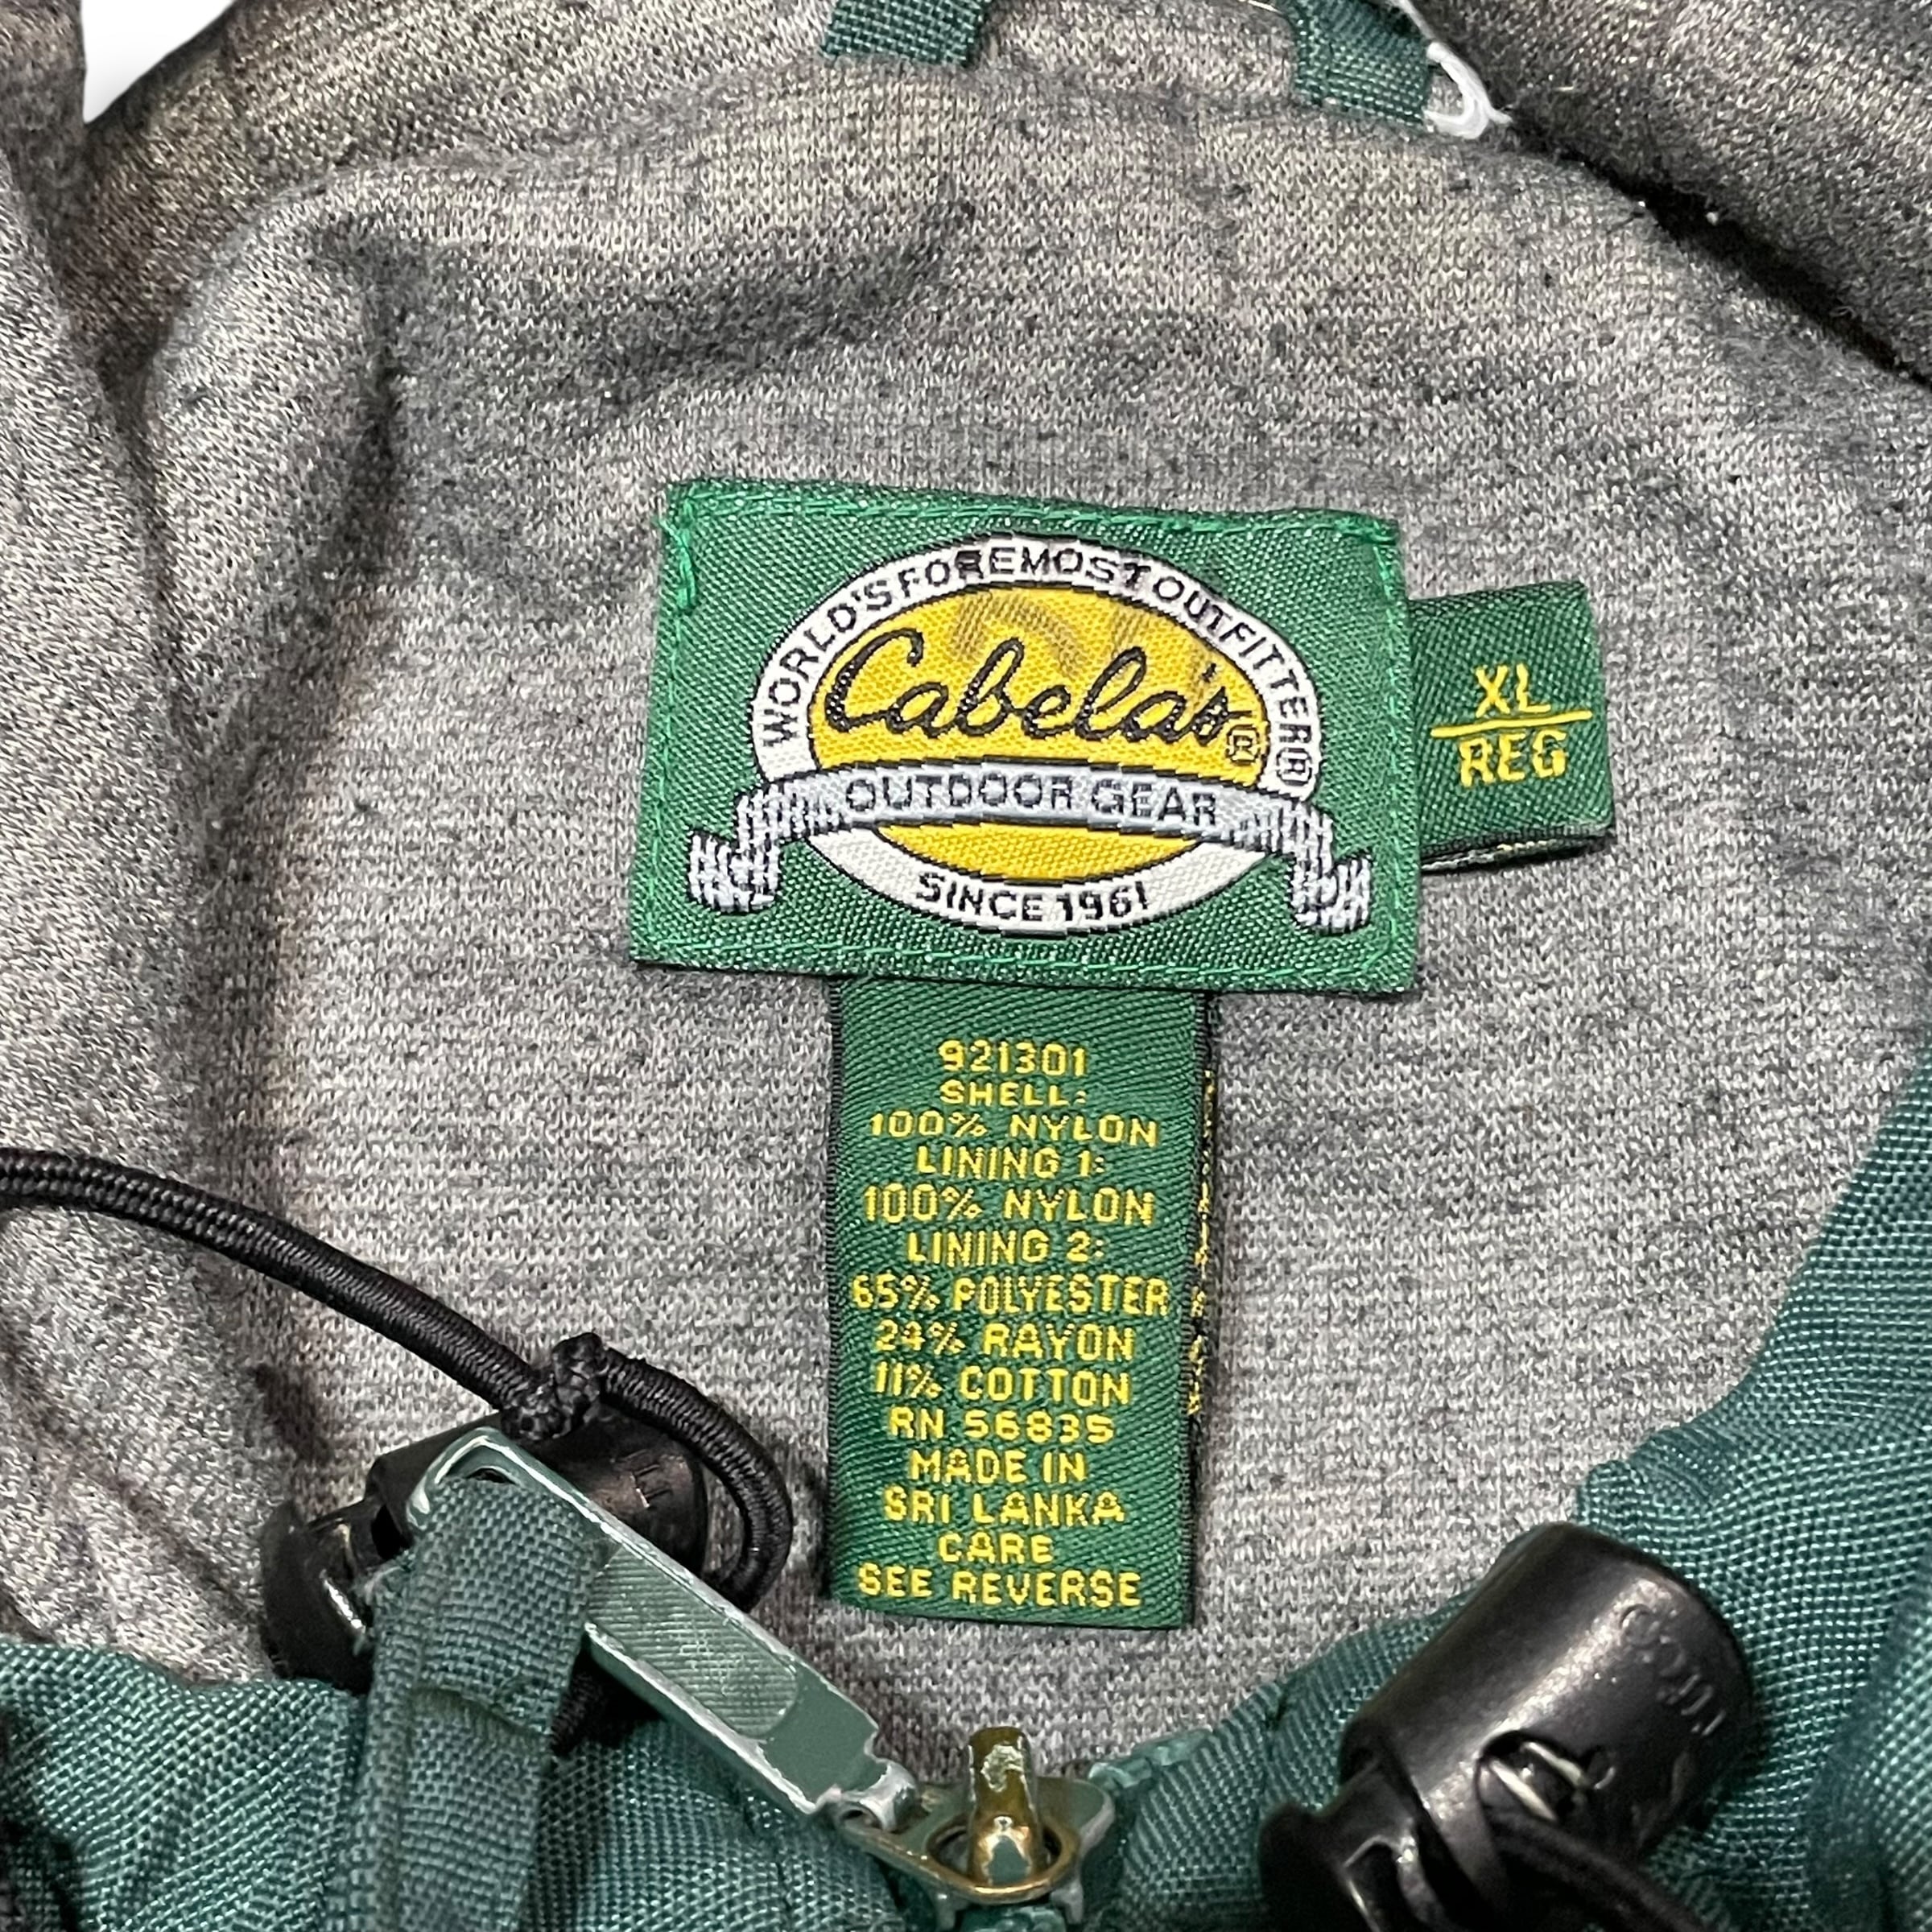 WORLD'S FOREMOST OUTFITTER®
Cabela's®
OUTDOOR GEAR
SINCE 1961
XL
REG
921301
SHELL:
100% NYLON
LINING 1:
100% NYLON
LINING 2:
65% POLYESTER
24% RAYON
11% COTTON
RN 56835
MADE IN
SRI LANKA
CARE
SEE REVERSE